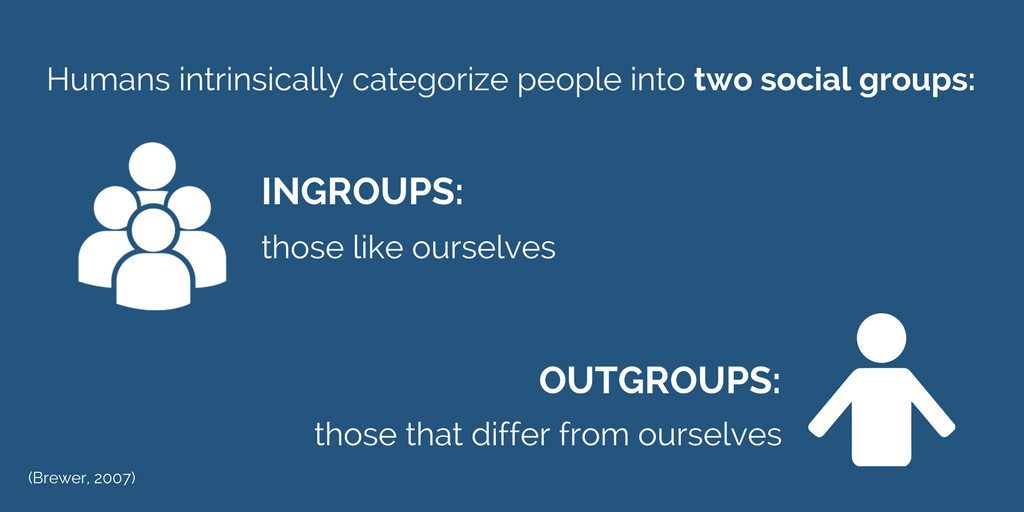 Humans intrinsically categorize people into two social groups:
INGROUPS:
those like ourselves
OUTGROUPS:
those that differ from ourselves
(Brewer, 2007)